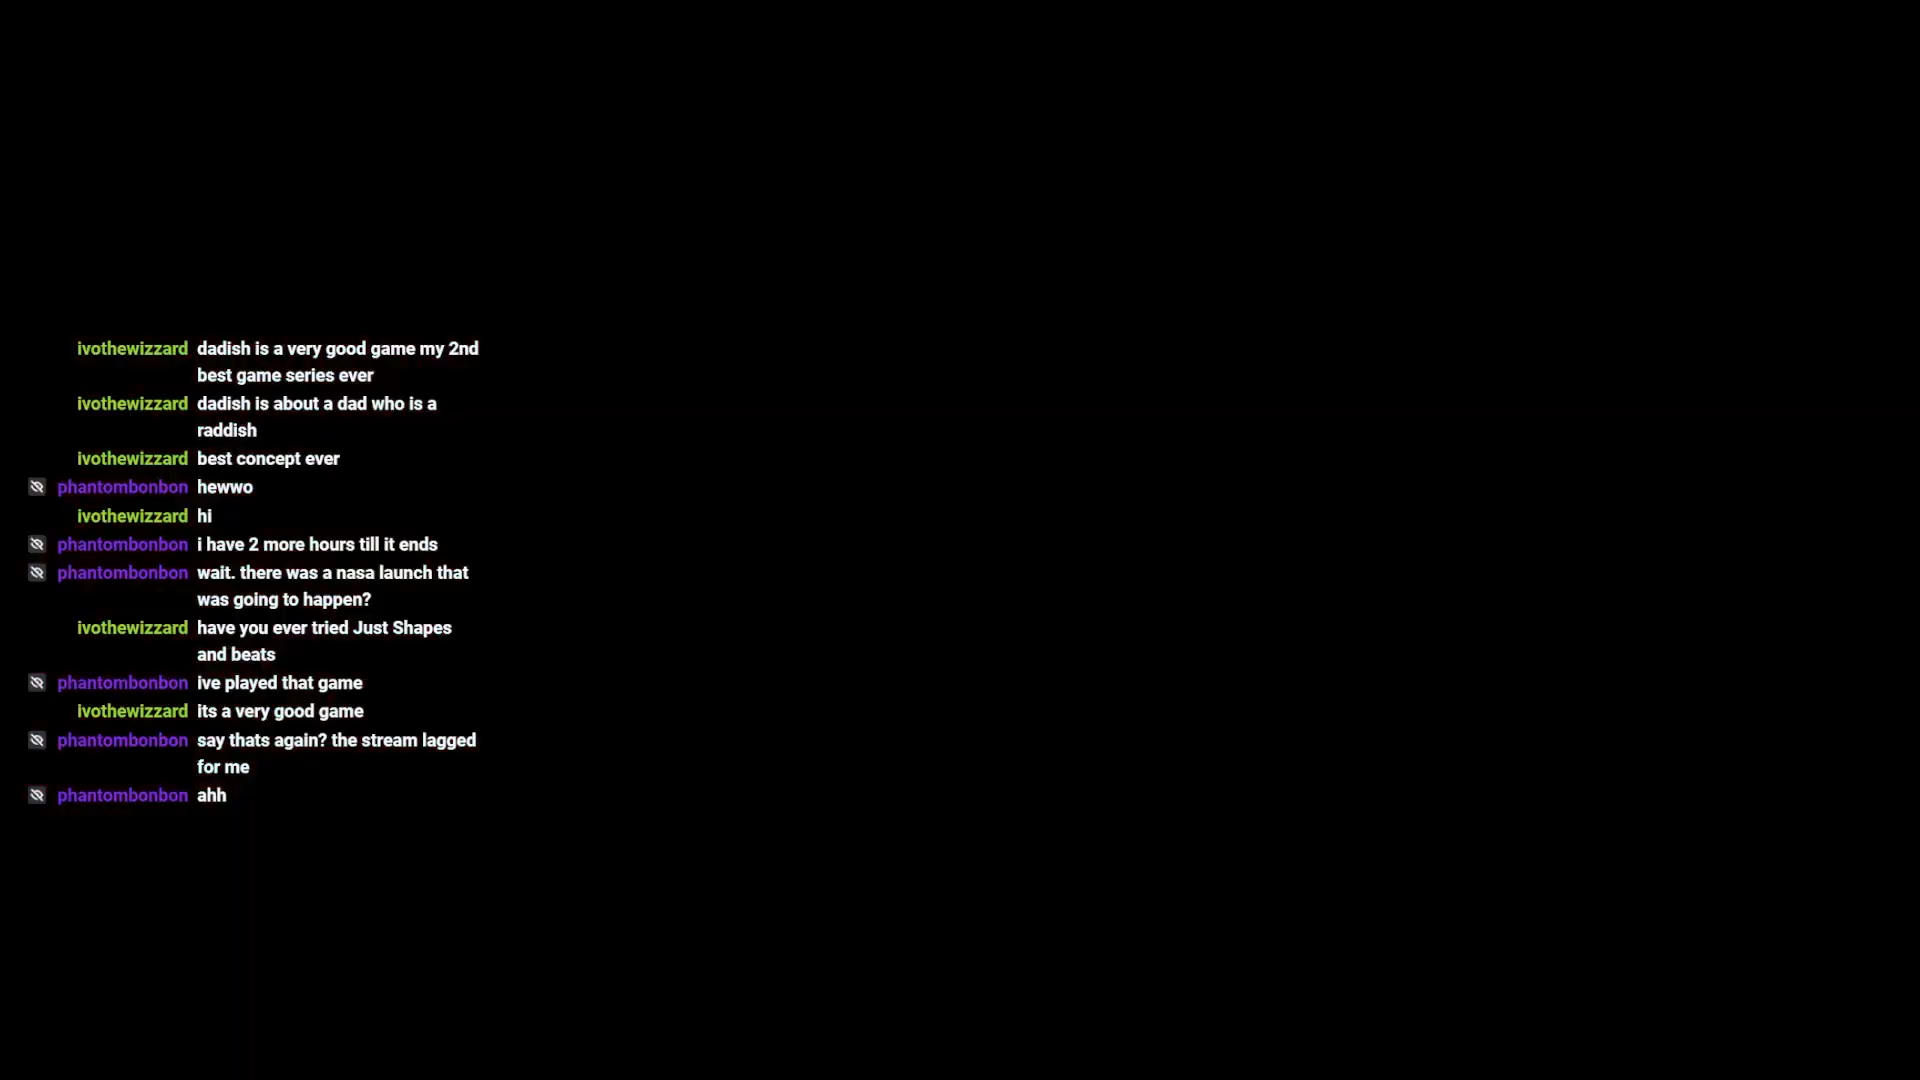 ivothewizzard dadish is a very good game my 2nd
best game series ever
ivothewizzard dadish is about a dad who is a
raddish
ivothewizzard best concept ever
phantombonbon hewwo
ivothewizzard hi
phantombonbon i have 2 more hours till it ends
phantombonbon wait. there was a nasa launch that
was going to happen?
ivothewizzard have you ever tried Just Shapes
and beats
phantombonbon ive played that game
ivothewizzard its a very good game
phantombonbon say thats again? the stream lagged
for me
phantombonbon ahh